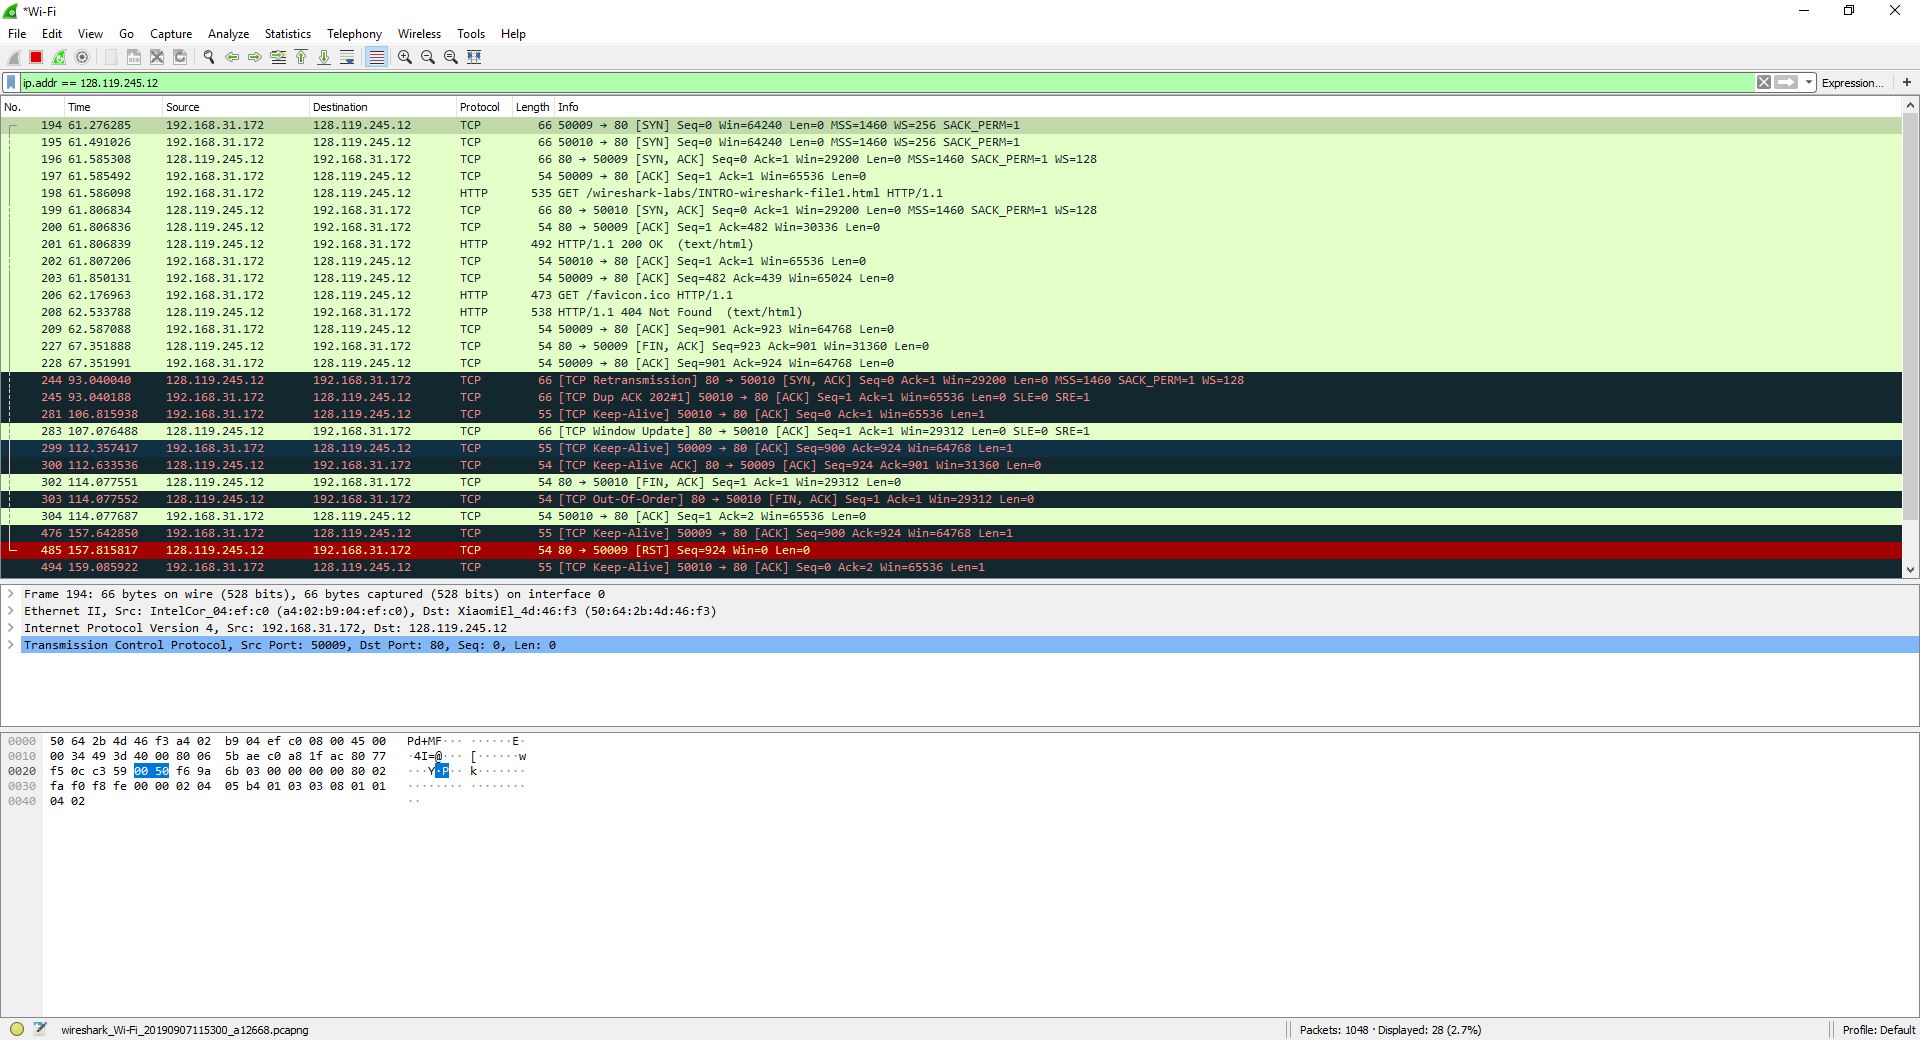 *Wi-Fi
File Edit View Go Capture Analyze Statistics Telephony Wireless Tools Help
ip.addr == 128.119.245.12 Expression... +
No. Time Source Destination Protocol Length Info
194 61.276285 192.168.31.172 128.119.245.12 TCP 66 50009 → 80 [SYN] Seq=0 Win=64240 Len=0 MSS=1460 WS=256 SACK_PERM=1
195 61.491026 192.168.31.172 128.119.245.12 TCP 66 50010 → 80 [SYN] Seq=0 Win=64240 Len=0 MSS=1460 WS=256 SACK_PERM=1
196 61.585308 128.119.245.12 192.168.31.172 TCP 66 80 → 50009 [SYN, ACK] Seq=0 Ack=1 Win=29200 Len=0 MSS=1460 SACK_PERM=1 WS=128
197 61.585492 192.168.31.172 128.119.245.12 TCP 54 50009 → 80 [ACK] Seq=1 Ack=1 Win=65536 Len=0
198 61.586098 192.168.31.172 128.119.245.12 HTTP 535 GET /wireshark-labs/INTRO-wireshark-file1.html HTTP/1.1
199 61.806834 128.119.245.12 192.168.31.172 TCP 66 80 → 50010 [SYN, ACK] Seq=0 Ack=1 Win=29200 Len=0 MSS=1460 SACK_PERM=1 WS=128
200 61.806836 128.119.245.12 192.168.31.172 TCP 54 80 → 50009 [ACK] Seq=1 Ack=482 Win=30336 Len=0
201 61.806839 128.119.245.12 192.168.31.172 HTTP 492 HTTP/1.1 200 OK (text/html)
202 61.807206 192.168.31.172 128.119.245.12 TCP 54 50010 → 80 [ACK] Seq=1 Ack=1 Win=65536 Len=0
203 61.850131 192.168.31.172 128.119.245.12 TCP 54 50009 → 80 [ACK] Seq=482 Ack=439 Win=65024 Len=0
206 62.176963 192.168.31.172 128.119.245.12 HTTP 473 GET /favicon.ico HTTP/1.1
208 62.533788 128.119.245.12 192.168.31.172 HTTP 538 HTTP/1.1 404 Not Found (text/html)
209 62.587088 192.168.31.172 128.119.245.12 TCP 54 50009 → 80 [ACK] Seq=901 Ack=923 Win=64768 Len=0
227 67.351888 128.119.245.12 192.168.31.172 TCP 54 80 → 50009 [FIN, ACK] Seq=923 Ack=901 Win=31360 Len=0
228 67.351991 192.168.31.172 128.119.245.12 TCP 54 50009 → 80 [ACK] Seq=901 Ack=924 Win=64768 Len=0
244 93.040040 128.119.245.12 192.168.31.172 TCP 66 [TCP Retransmission] 80 → 50010 [SYN, ACK] Seq=0 Ack=1 Win=29200 Len=0 MSS=1460 SACK_PERM=1 WS=128
245 93.040188 192.168.31.172 128.119.245.12 TCP 66 [TCP Dup ACK 202#1] 50010 → 80 [ACK] Seq=1 Ack=1 Win=65536 Len=0 SLE=0 SRE=1
281 106.815938 192.168.31.172 128.119.245.12 TCP 55 [TCP Keep-Alive] 50010 → 80 [ACK] Seq=0 Ack=1 Win=65536 Len=1
283 107.076488 128.119.245.12 192.168.31.172 TCP 66 [TCP Window Update] 80 → 50010 [ACK] Seq=1 Ack=1 Win=29312 Len=0 SLE=0 SRE=1
299 112.357417 192.168.31.172 128.119.245.12 TCP 55 [TCP Keep-Alive] 50009 → 80 [ACK] Seq=900 Ack=924 Win=64768 Len=1
300 112.633536 128.119.245.12 192.168.31.172 TCP 54 [TCP Keep-Alive ACK] 80 → 50009 [ACK] Seq=924 Ack=901 Win=31360 Len=0
302 114.077551 128.119.245.12 192.168.31.172 TCP 54 80 → 50010 [FIN, ACK] Seq=1 Ack=1 Win=29312 Len=0
303 114.077552 128.119.245.12 192.168.31.172 TCP 54 [TCP Out-Of-Order] 80 → 50010 [FIN, ACK] Seq=1 Ack=1 Win=29312 Len=0
304 114.077687 192.168.31.172 128.119.245.12 TCP 54 50010 → 80 [ACK] Seq=1 Ack=2 Win=65536 Len=0
476 157.642850 192.168.31.172 128.119.245.12 TCP 55 [TCP Keep-Alive] 50009 → 80 [ACK] Seq=900 Ack=924 Win=64768 Len=1
485 157.815817 128.119.245.12 192.168.31.172 TCP 54 80 → 50009 [RST] Seq=924 Win=0 Len=0
494 159.085922 192.168.31.172 128.119.245.12 TCP 55 [TCP Keep-Alive] 50010 → 80 [ACK] Seq=0 Ack=2 Win=65536 Len=1
Frame 194: 66 bytes on wire (528 bits), 66 bytes captured (528 bits) on interface 0
Ethernet II, Src: IntelCor_04:ef:c0 (a4:02:b9:04:ef:c0), Dst: XiaomiEl_4d:46:f3 (50:64:2b:4d:46:f3)
Internet Protocol Version 4, Src: 192.168.31.172, Dst: 128.119.245.12
Transmission Control Protocol, Src Port: 50009, Dst Port: 80, Seq: 0, Len: 0
0000 50 64 2b 4d 46 f3 a4 02 b9 04 ef c0 08 00 45 00 Pd+MF··· ······E·
0010 00 34 49 3d 40 00 80 06 5b ae c0 a8 1f ac 80 77 ·4I=@··· [······w
0020 f5 0c c3 59 00 50 f6 9a 6b 03 00 00 00 00 80 02 ···Y·P·· k·······
0030 fa f0 f8 fe 00 00 02 04 05 b4 01 03 03 08 01 01 ········ ········
0040 04 02 ··
wireshark_Wi-Fi_20190907115300_a12668.pcapng Packets: 1048 · Displayed: 28 (2.7%) Profile: Default